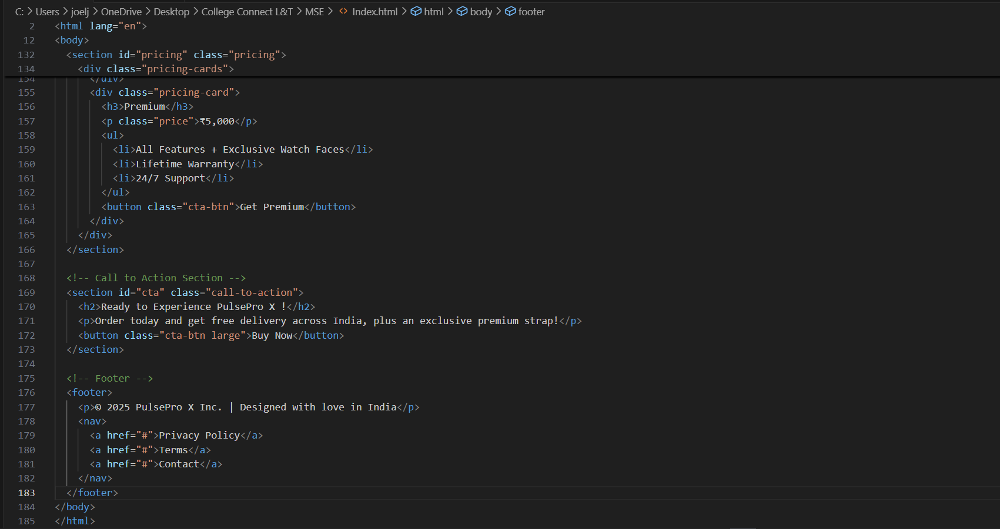 C: > Users > joelj > OneDrive > Desktop > College Connect L&T > MSE > <> Index.html > html > body > footer
2 <html lang="en">
12 <body>
132 <section id="pricing" class="pricing">
134 <div class="pricing-cards">
154 </div>
155 <div class="pricing-card">
156 <h3>Premium</h3>
157 <p class="price">₹5,000</p>
158 <ul>
159 <li>All Features + Exclusive Watch Faces</li>
160 <li>Lifetime Warranty</li>
161 <li>24/7 Support</li>
162 </ul>
163 <button class="cta-btn">Get Premium</button>
164 </div>
165 </div>
166 </section>
167
168 <!-- Call to Action Section -->
169 <section id="cta" class="call-to-action">
170 <h2>Ready to Experience PulsePro X !</h2>
171 <p>Order today and get free delivery across India, plus an exclusive premium strap!</p>
172 <button class="cta-btn large">Buy Now</button>
173 </section>
174
175 <!-- Footer -->
176 <footer>
177 <p>© 2025 PulsePro X Inc. | Designed with love in India</p>
178 <nav>
179 <a href="#">Privacy Policy</a>
180 <a href="#">Terms</a>
181 <a href="#">Contact</a>
182 </nav>
183 </footer>
184 </body>
185 </html>